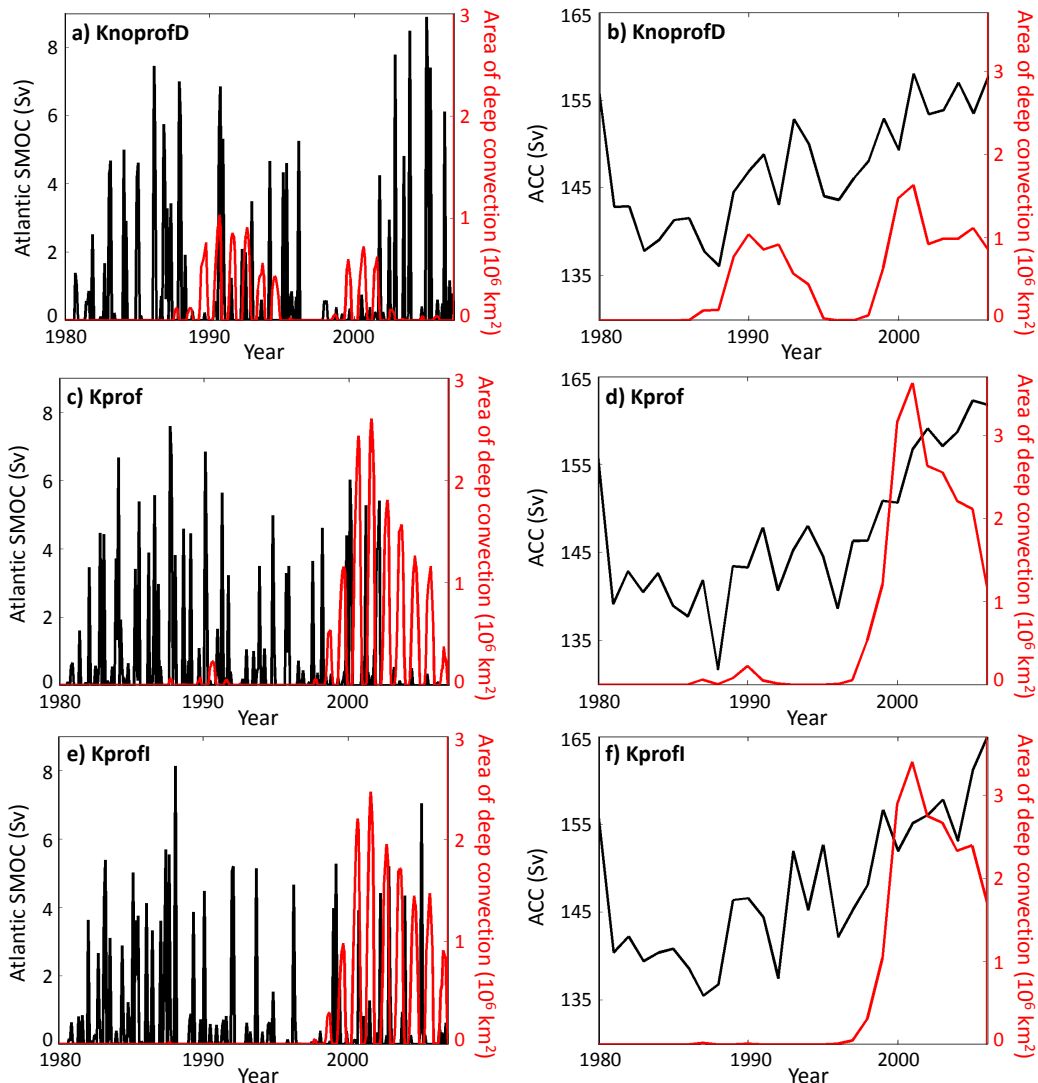 a) KnoprofD
Atlantic SMOC (Sv)
8
6
4
2
0
3
2
1
0
Area of deep convection (10⁶ km²)
1980
1990
2000
Year
b) KnoprofD
ACC (Sv)
165
155
145
135
3
2
1
0
Area of deep convection (10⁶ km²)
1980
1990
2000
Year
c) Kprof
Atlantic SMOC (Sv)
8
6
4
2
0
3
2
1
0
Area of deep convection (10⁶ km²)
1980
1990
2000
Year
d) Kprof
ACC (Sv)
165
155
145
135
3
2
1
0
Area of deep convection (10⁶ km²)
1980
1990
2000
Year
e) KprofI
Atlantic SMOC (Sv)
8
6
4
2
0
3
2
1
0
Area of deep convection (10⁶ km²)
1980
1990
2000
Year
f) KprofI
ACC (Sv)
165
155
145
135
3
2
1
0
Area of deep convection (10⁶ km²)
1980
1990
2000
Year